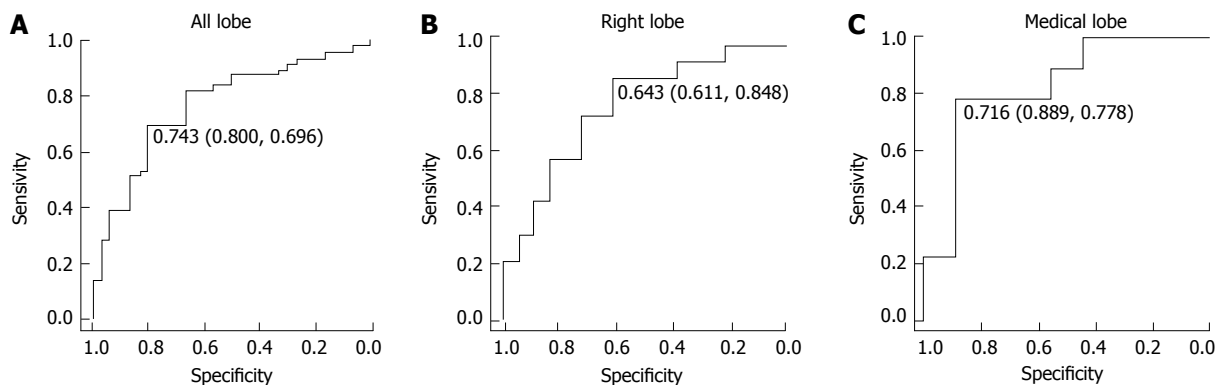 A
All lobe
1.0
0.8
0.6
0.4
0.2
0.0
Sensivity
0.743 (0.800, 0.696)
1.0 0.8 0.6 0.4 0.2 0.0
Specificity
B
Right lobe
1.0
0.8
0.6
0.4
0.2
0.0
Sensivity
0.643 (0.611, 0.848)
1.0 0.8 0.6 0.4 0.2 0.0
Specificity
C
Medical lobe
1.0
0.8
0.6
0.4
0.2
0.0
Sensivity
0.716 (0.889, 0.778)
1.0 0.8 0.6 0.4 0.2 0.0
Specificity